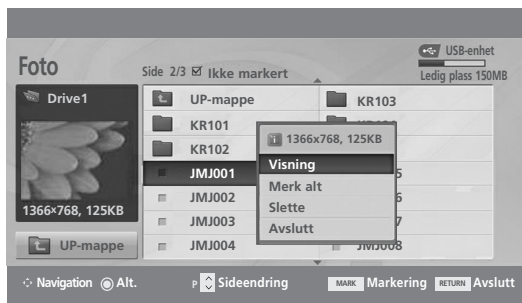 Foto
Side 2/3 Ikke markert
USB-enhet
Ledig plass 150MB
Drive1
1366x768, 125KB
UP-mappe
UP-mappe
KR101
KR102
JMJ001
JMJ002
JMJ003
JMJ004
KR103
JMJ008
1366x768, 125KB
Visning
Merk alt
Slette
Avslutt
Navigation Alt. P Sideendring MARK Markering RETURN Avslutt